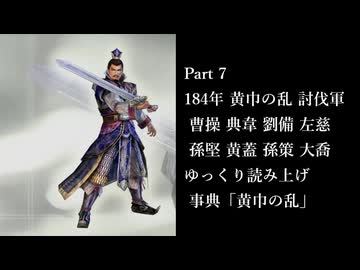 Part 7
184年 黄巾の乱 討伐軍
曹操 典韋 劉備 左慈
孫堅 黄蓋 孫策 大喬
ゆっくり読み上げ
事典「黄巾の乱」